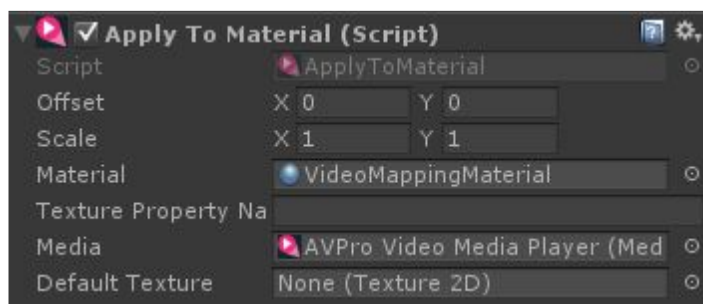 Apply To Material (Script)
Script ApplyToMaterial
Offset X 0 Y 0
Scale X 1 Y 1
Material VideoMappingMaterial
Texture Property Na
Media AVPro Video Media Player (Med
Default Texture None (Texture 2D)